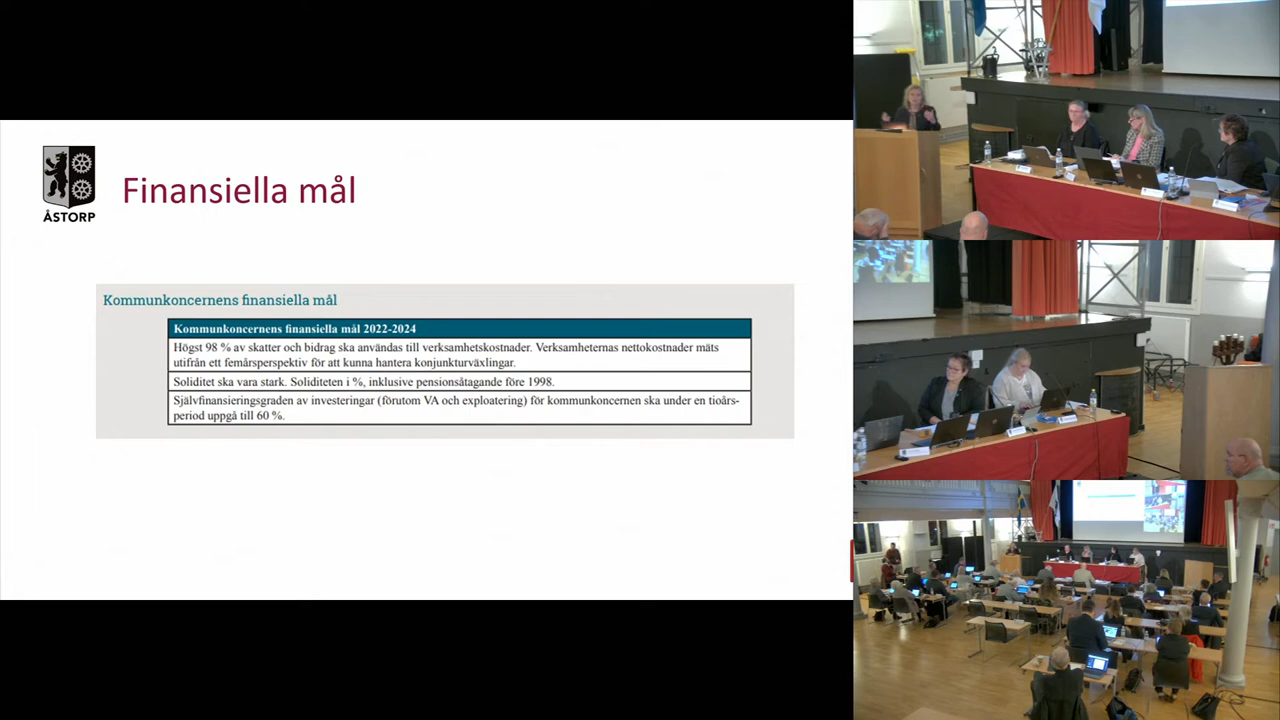 ÅSTORP
Finansiella mål
Kommunkoncernens finansiella mål
Kommunkoncernens finansiella mål 2022-2024
Högst 98 % av skatter och bidrag ska användas till verksamhetskostnader. Verksamheternas nettokostnader mäts
utifrån ett femårsperspektiv för att kunna hantera konjunkturväxlingar.
Soliditet ska vara stark. Soliditeten i %, inklusive pensionsåtagande före 1998.
Självfinansieringsgraden av investeringar (förutom VA och exploatering) för kommunkoncernen ska under en tioårs-
period uppgå till 60 %.